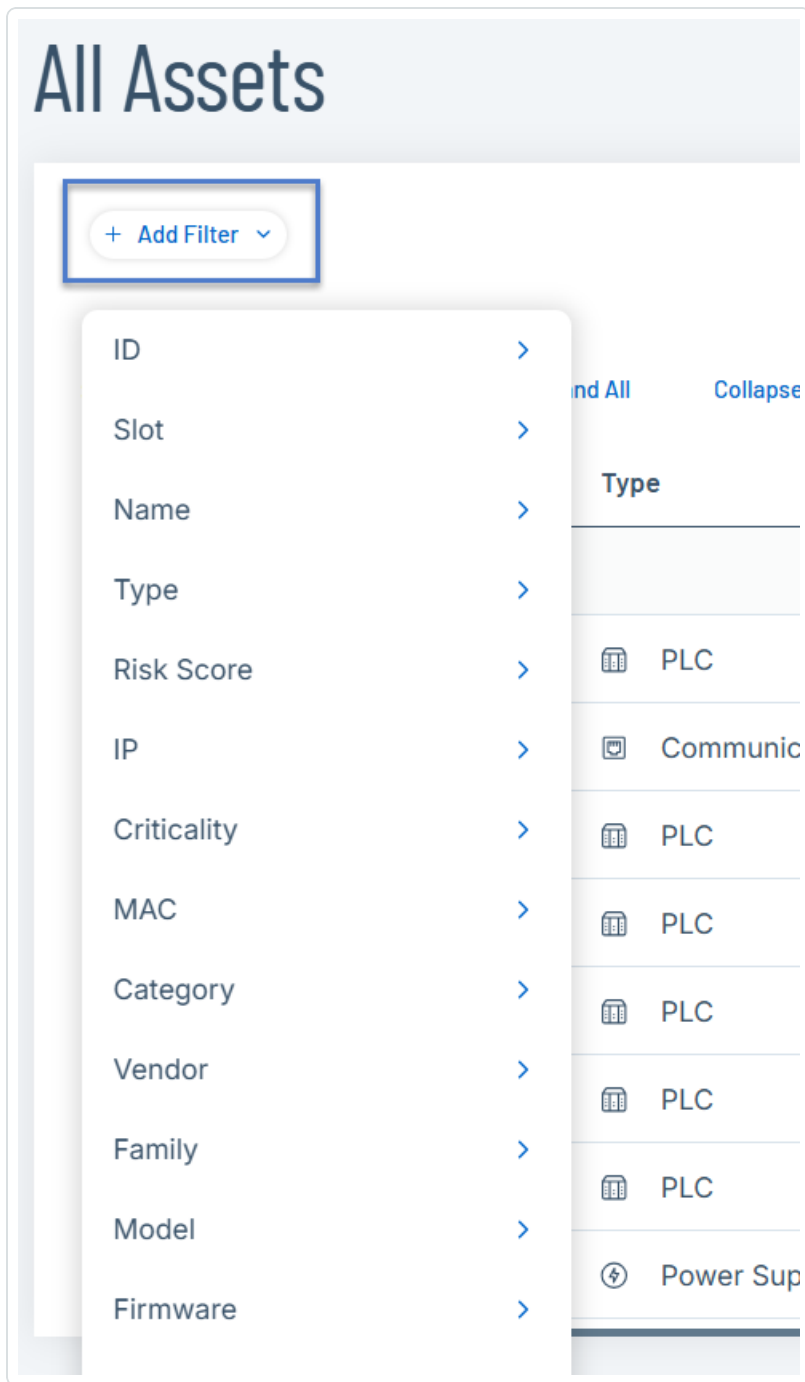 All Assets
+ Add Filter
ID
nd All Collapse
Slot
Type
Name
Type
Risk Score
PLC
IP
Communic
Criticality
PLC
MAC
PLC
Category
PLC
Vendor
PLC
Family
PLC
Model
Power Sup
Firmware